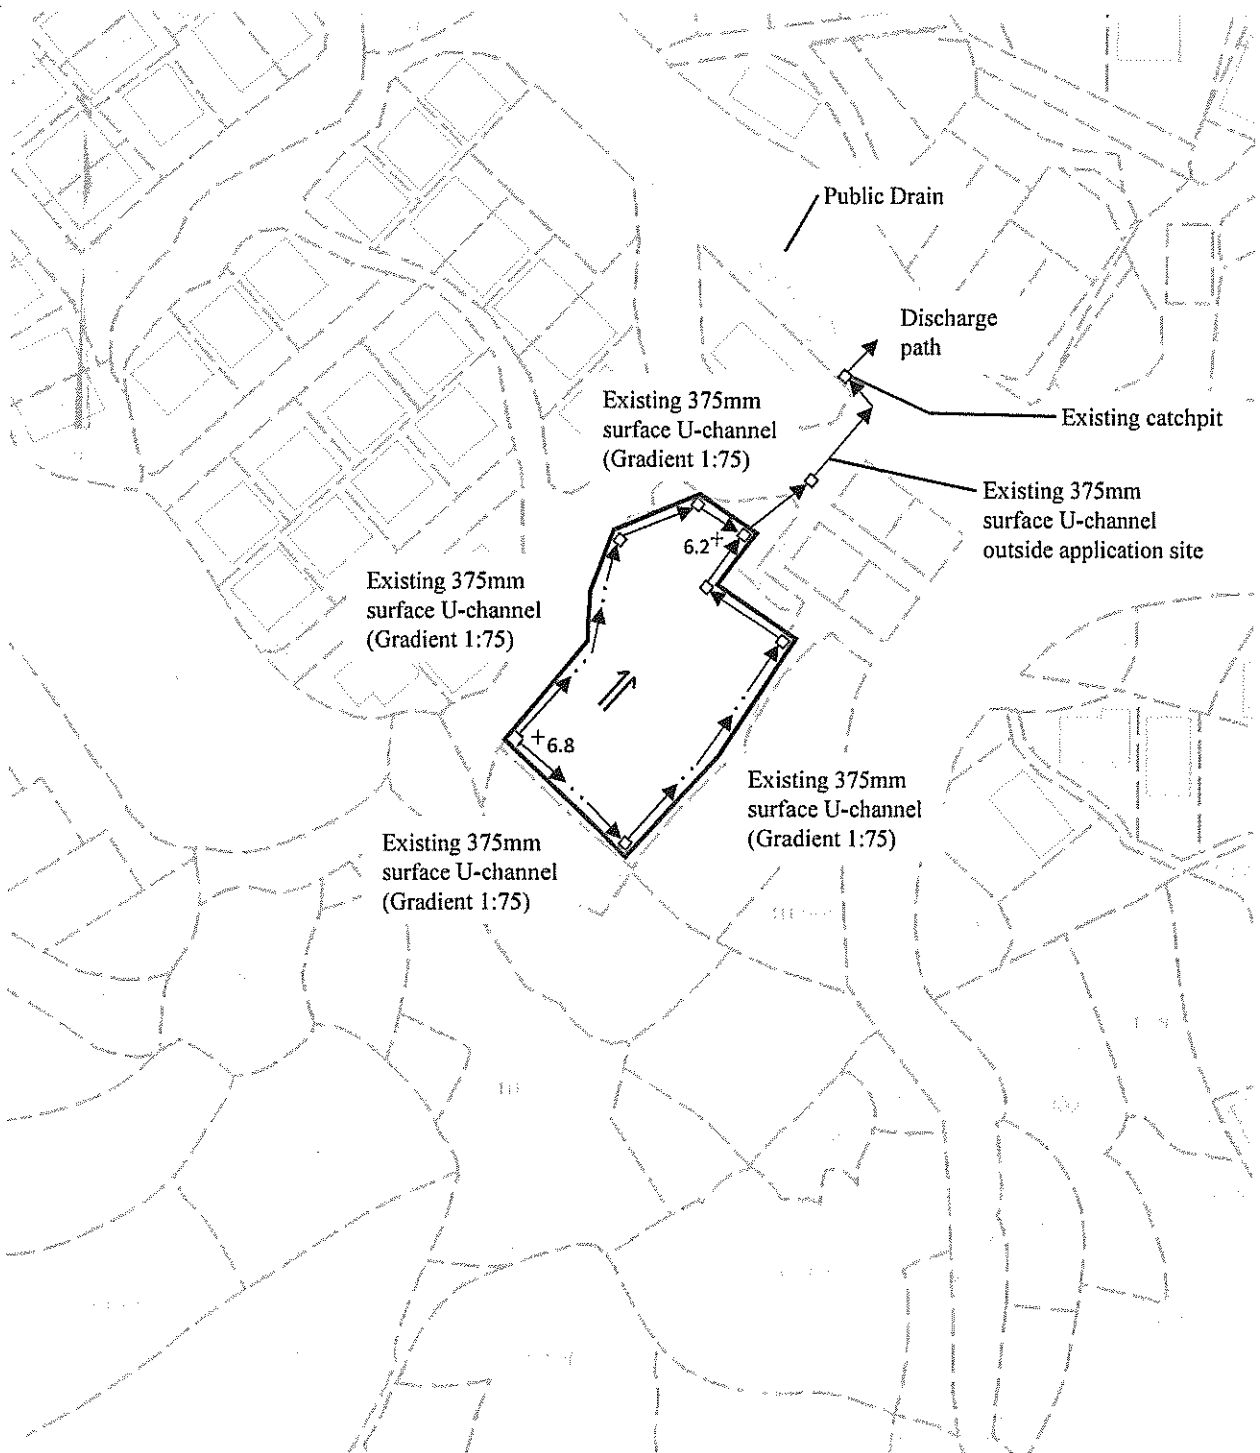 Public Drain
Discharge
path
Existing 375mm
surface U-channel
(Gradient 1:75)
Existing catchpit
Existing 375mm
surface U-channel
outside application site
6.2
Existing 375mm
surface U-channel
(Gradient 1:75)
6.8
Existing 375mm
surface U-channel
(Gradient 1:75)
Existing 375mm
surface U-channel
(Gradient 1:75)